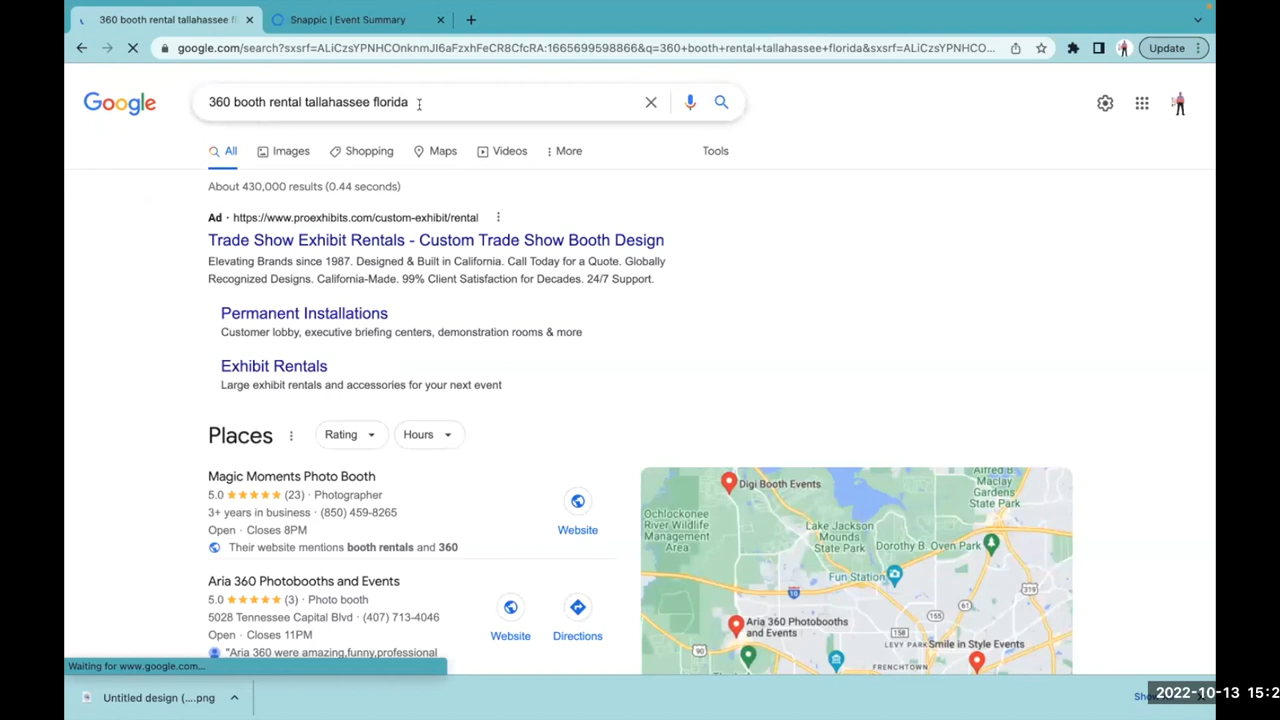 360 booth rental tallahassee fl
Snappic | Event Summary
google.com/search?sxsrf=ALiCzsYPNHCOnknmJl6aFzxhFeCR8CfcRA:1665699598866&q=360+booth+rental+tallahassee+florida&sxsrf=ALiCzsYPNHCO...
Update
Google
360 booth rental tallahassee florida
All
Images
Shopping
Maps
Videos
More
Tools
About 430,000 results (0.44 seconds)
Ad · https://www.proexhibits.com/custom-exhibit/rental
Trade Show Exhibit Rentals - Custom Trade Show Booth Design
Elevating Brands since 1987. Designed & Built in California. Call Today for a Quote. Globally
Recognized Designs. California-Made. 99% Client Satisfaction for Decades. 24/7 Support.
Permanent Installations
Customer lobby, executive briefing centers, demonstration rooms & more
Exhibit Rentals
Large exhibit rentals and accessories for your next event
Places
Rating
Hours
Magic Moments Photo Booth
5.0 (23) · Photographer
3+ years in business · (850) 459-8265
Open · Closes 8PM
Their website mentions booth rentals and 360
Website
Aria 360 Photobooths and Events
5.0 (3) · Photo booth
5028 Tennessee Capital Blvd · (407) 713-4046
Open · Closes 11PM
"Aria 360 were amazing,funny,professional
Website
Directions
Digi Booth Events
Alfred B.
Maclay
Gardens
State Park
Ochlockonee
River Wildlife
Management
Area
Lake Jackson
Mounds
State Park
Dorothy B. Oven Park
Fun Station
10
319
61
155
Aria 360 Photobooths
and Events
158
LEVY PARK
Smile in Style Events
90
FRENCHTOWN
Waiting for www.google.com...
Untitled design (....png
2022-10-13 15:2